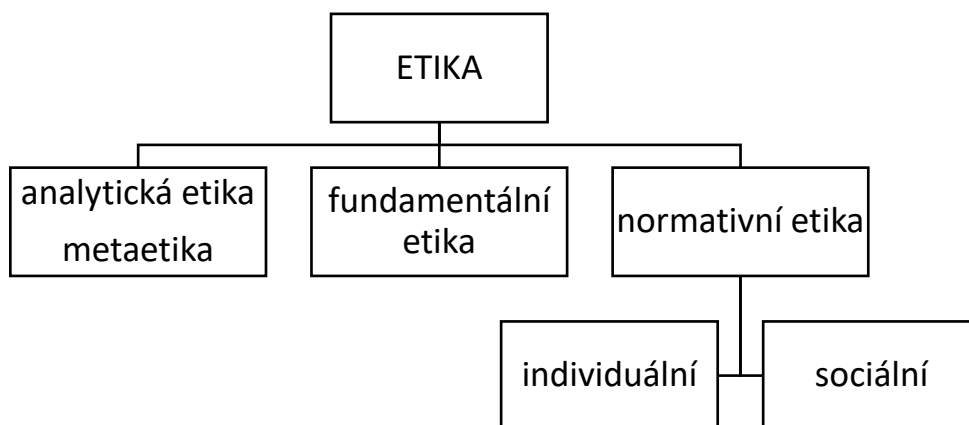 ETIKA
analytická etika
metaetika
fundamentální
etika
normativní etika
individuální
sociální